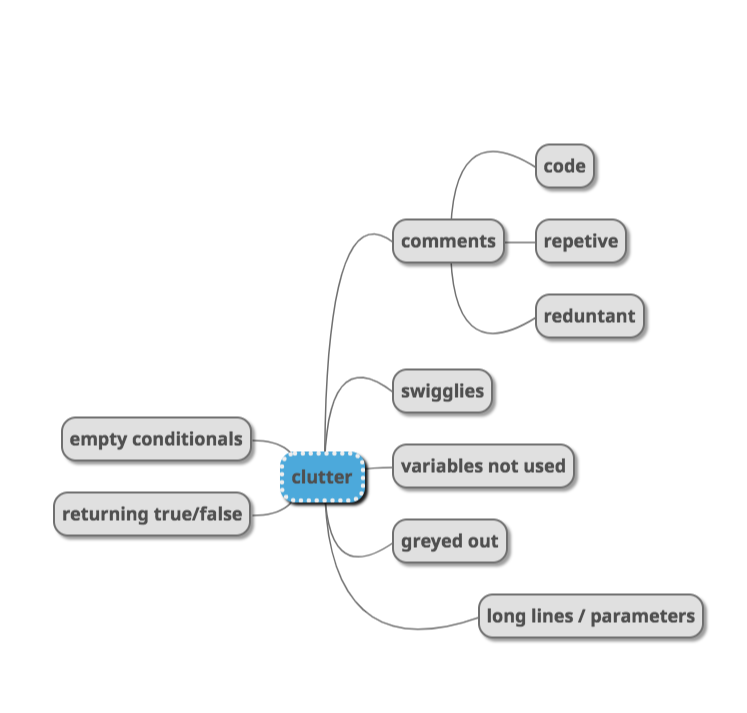 code
comments
repetive
reduntant
swigglies
empty conditionals
clutter
variables not used
returning true/false
greyed out
long lines / parameters